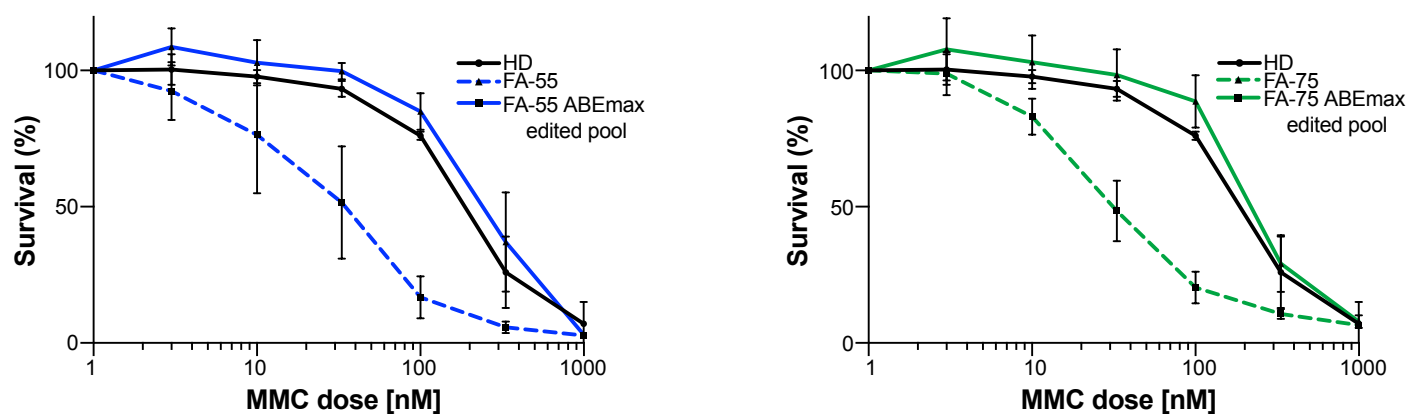 HD
FA-55
FA-55 ABEmax
edited pool
100
50
0
Survival (%)
1
10
100
1000
MMC dose [nM]
HD
FA-75
FA-75 ABEmax
edited pool
100
50
0
Survival (%)
1
10
100
1000
MMC dose [nM]